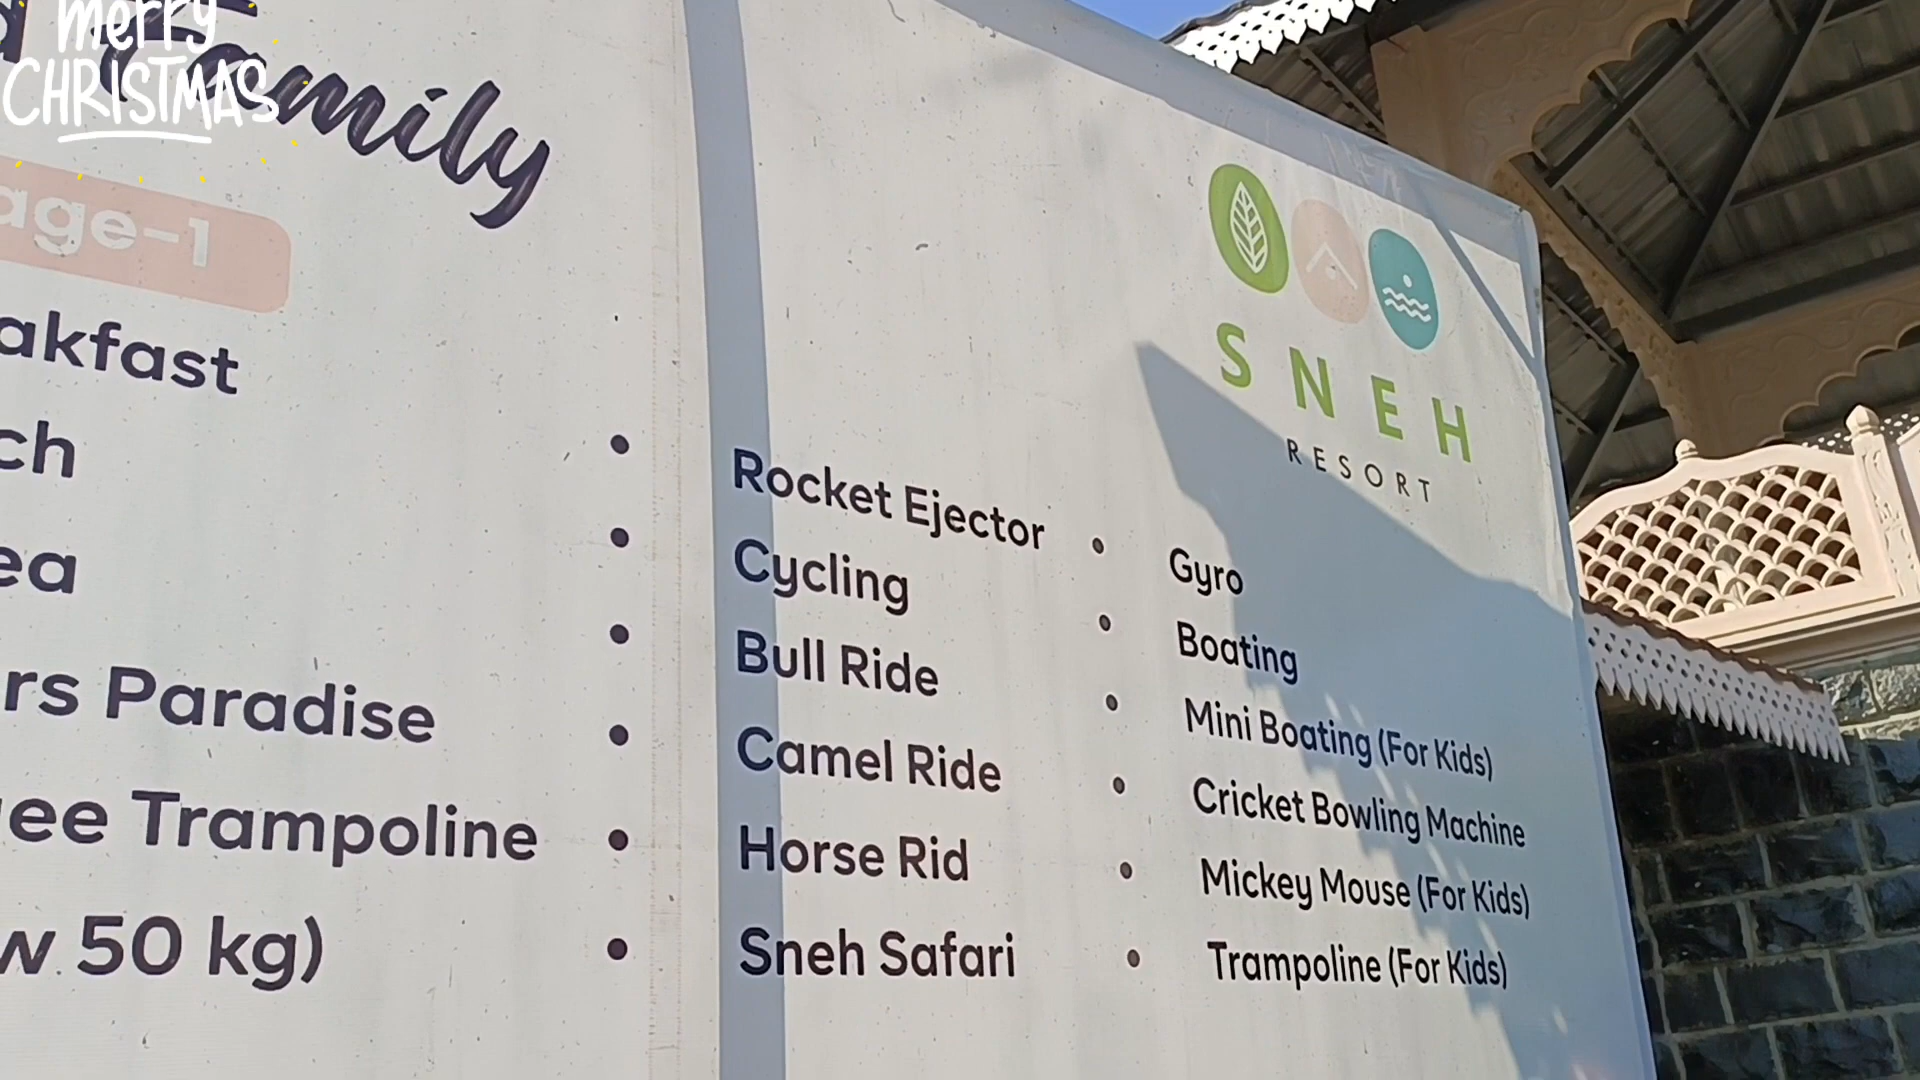 merry
CHRISTMAS
Family
age-1
akfast
ch
ea
rs Paradise
ee Trampoline
w 50 kg)
SNEH
RESORT
• Rocket Ejector
• Cycling
• Bull Ride
• Camel Ride
• Horse Rid
• Sneh Safari
• Gyro
• Boating
• Mini Boating (For Kids)
• Cricket Bowling Machine
• Mickey Mouse (For Kids)
• Trampoline (For Kids)